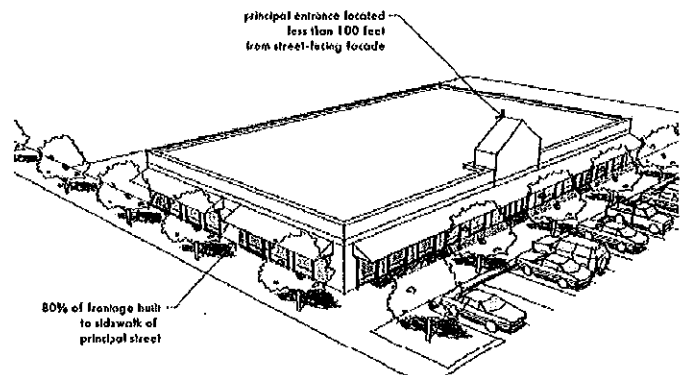 principal entrance located
less than 100 feet
from street-facing facade
80% of frontage built
to sidewalk of
principal street